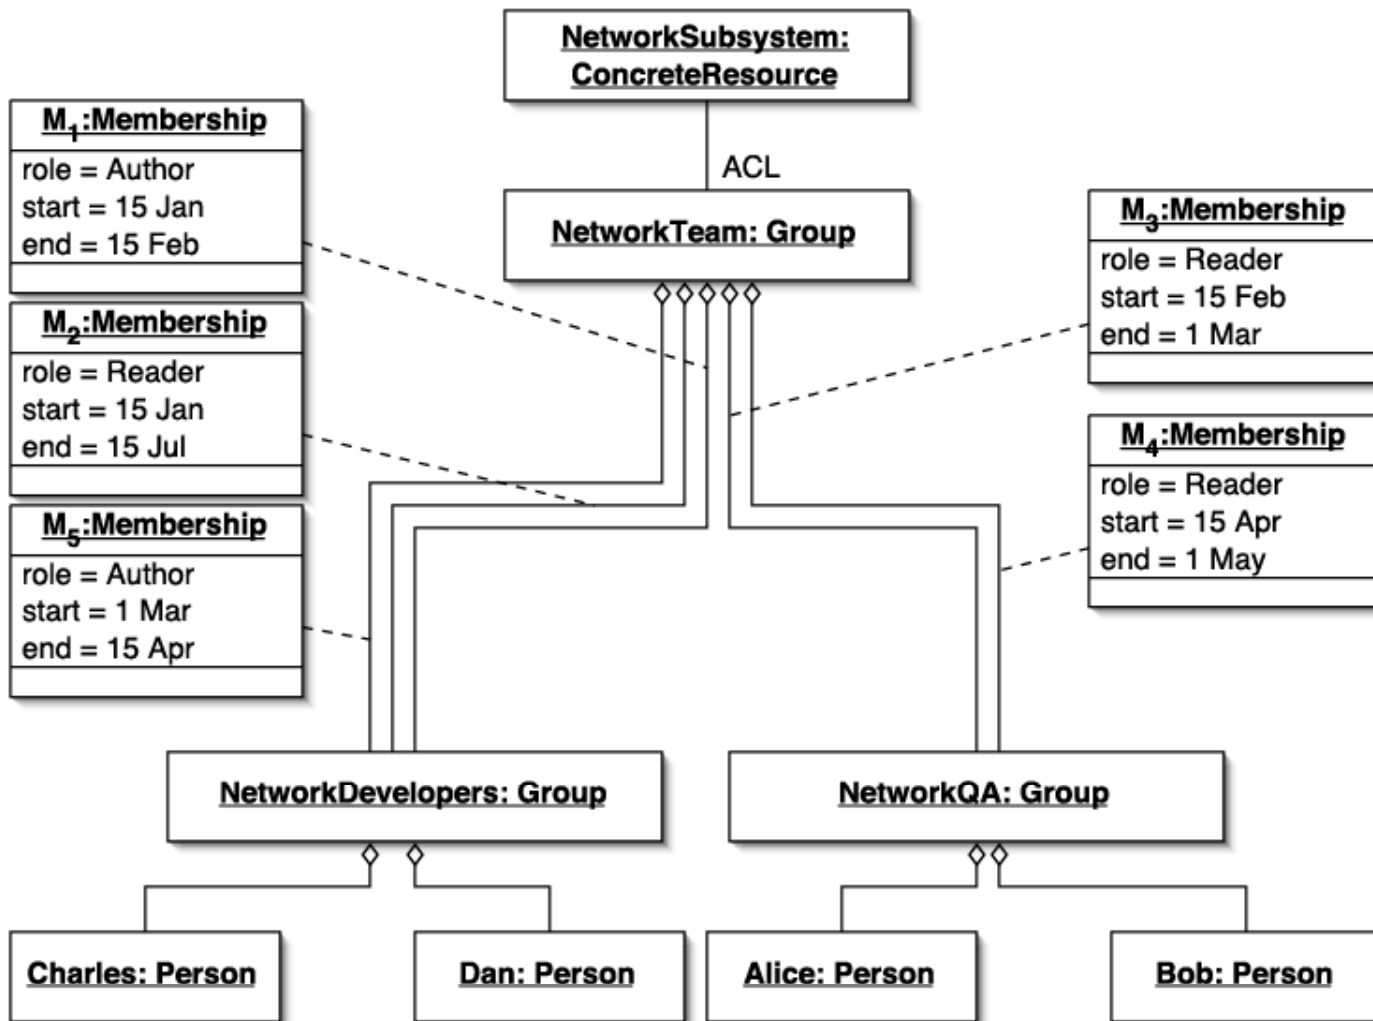 NetworkSubsystem:
ConcreteResource
ACL
NetworkTeam: Group
M1:Membership
role = Author
start = 15 Jan
end = 15 Feb
M2:Membership
role = Reader
start = 15 Jan
end = 15 Jul
M5:Membership
role = Author
start = 1 Mar
end = 15 Apr
M3:Membership
role = Reader
start = 15 Feb
end = 1 Mar
M4:Membership
role = Reader
start = 15 Apr
end = 1 May
NetworkDevelopers: Group
NetworkQA: Group
Charles: Person
Dan: Person
Alice: Person
Bob: Person